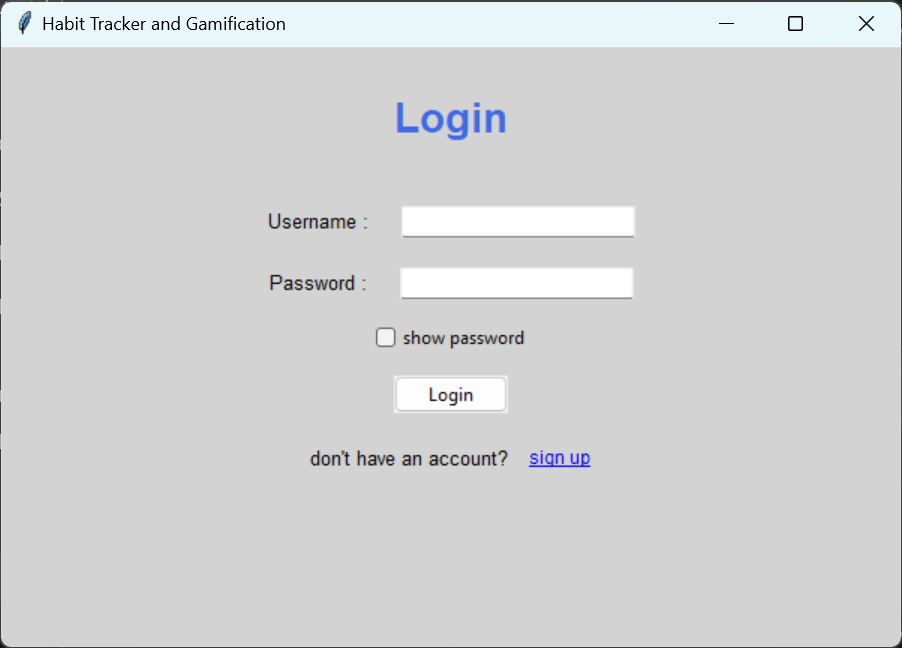 Habit Tracker and Gamification
Login
Username :
Password :
show password
Login
don't have an account? sign up